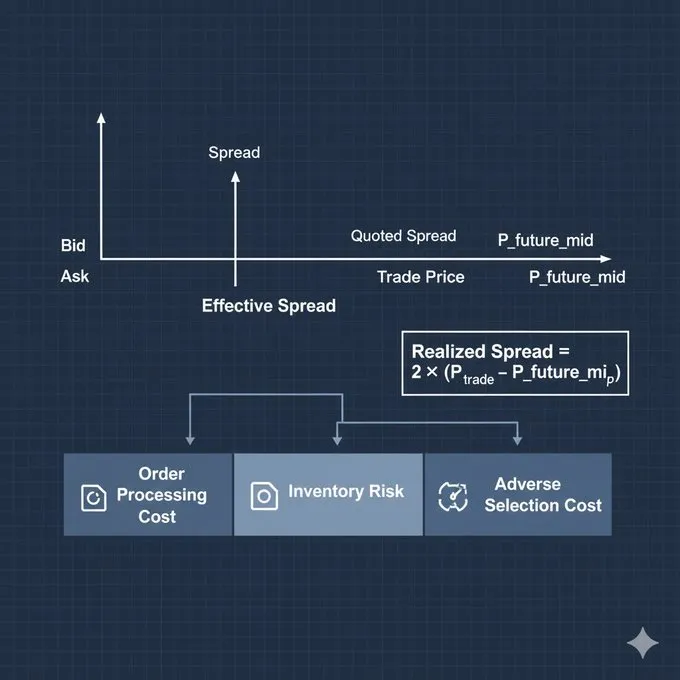 Spread
Bid
Quoted Spread
P_future_mid
Ask
Trade Price
P_future_mid
Effective Spread
Realized Spread =
2 × (Ptrade – P_future_mip)
Order
Processing
Cost
Inventory Risk
Adverse
Selection Cost